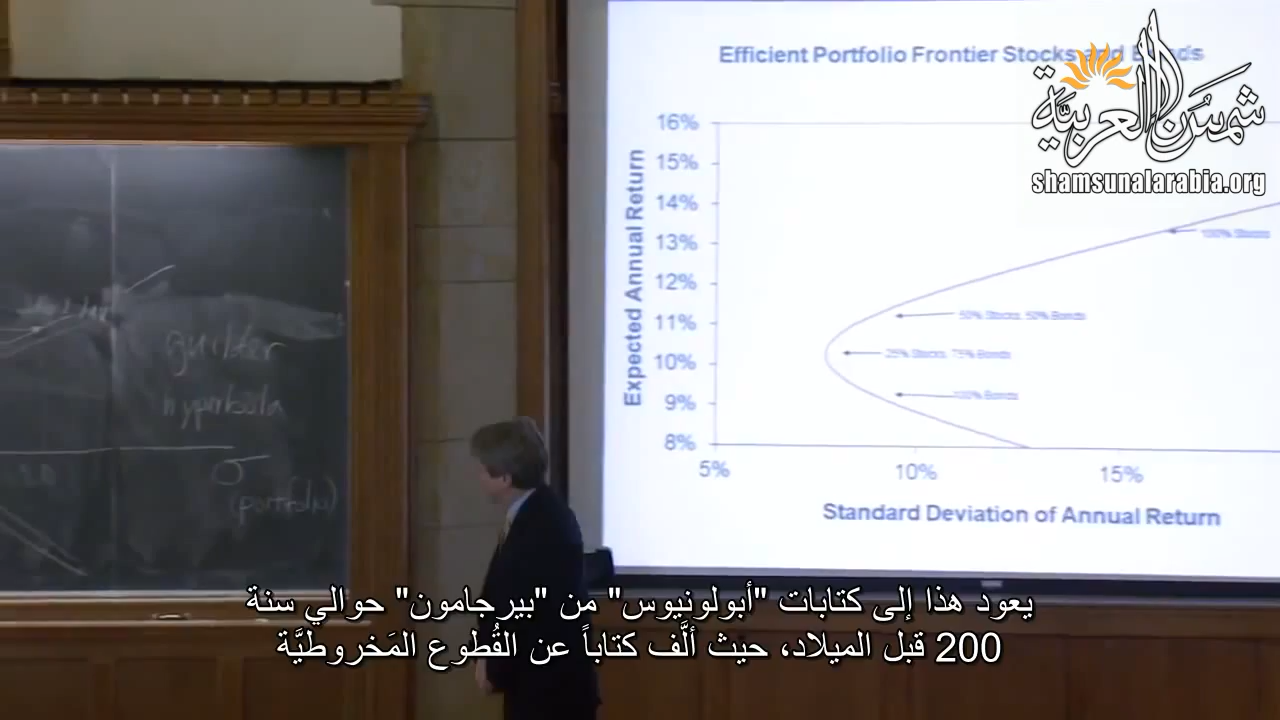 Efficient Portfolio Frontier Stocks and Bonds
شمسُ العربيّة
shamsunalarabia.org
Expected Annual Return
16%
15%
14%
13%
12%
11%
10%
9%
8%
100% Stocks
50% Stocks, 50% Bonds
25% Stocks, 75% Bonds
100% Bonds
5%
10%
15%
Standard Deviation of Annual Return
hyperbola
σ
(portfolio)
يعود هذا إلى كتابات "أبولونيوس" من "بيرجامون" حوالي سنة
200 قبل الميلاد، حيث ألَّف كتاباً عن القُطوع المَخروطيَّة